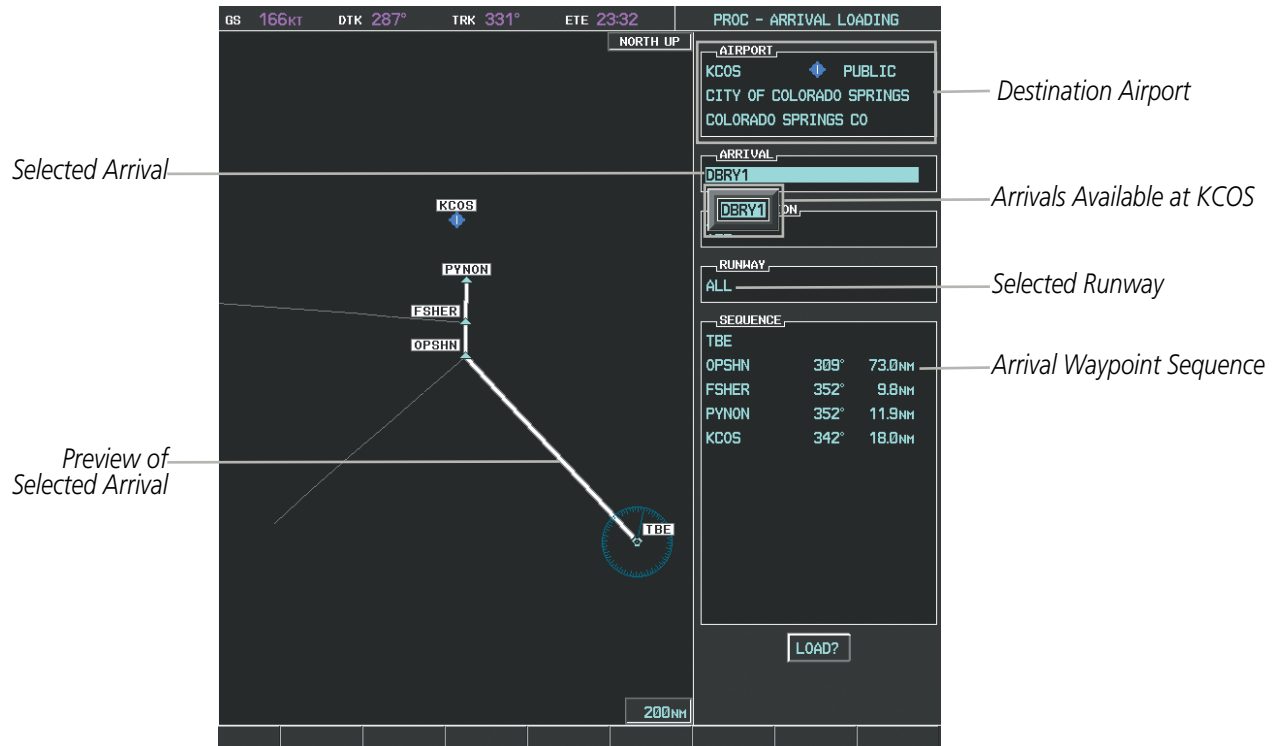 GS 166KT DTK 287° TRK 331° ETE 23:32 PROC - ARRIVAL LOADING
NORTH UP
AIRPORT
KCOS PUBLIC
CITY OF COLORADO SPRINGS
COLORADO SPRINGS CO
Destination Airport
ARRIVAL
DBRY1
Selected Arrival
DBRY1
Arrivals Available at KCOS
RUNWAY
ALL
Selected Runway
SEQUENCE
TBE
OPSHN 309° 73.0NM
FSHER 352° 9.8NM
PYNON 352° 11.9NM
KCOS 342° 18.0NM
Arrival Waypoint Sequence
LOAD?
KCOS
PYNON
FSHER
OPSHN
TBE
Preview of
Selected Arrival
200NM